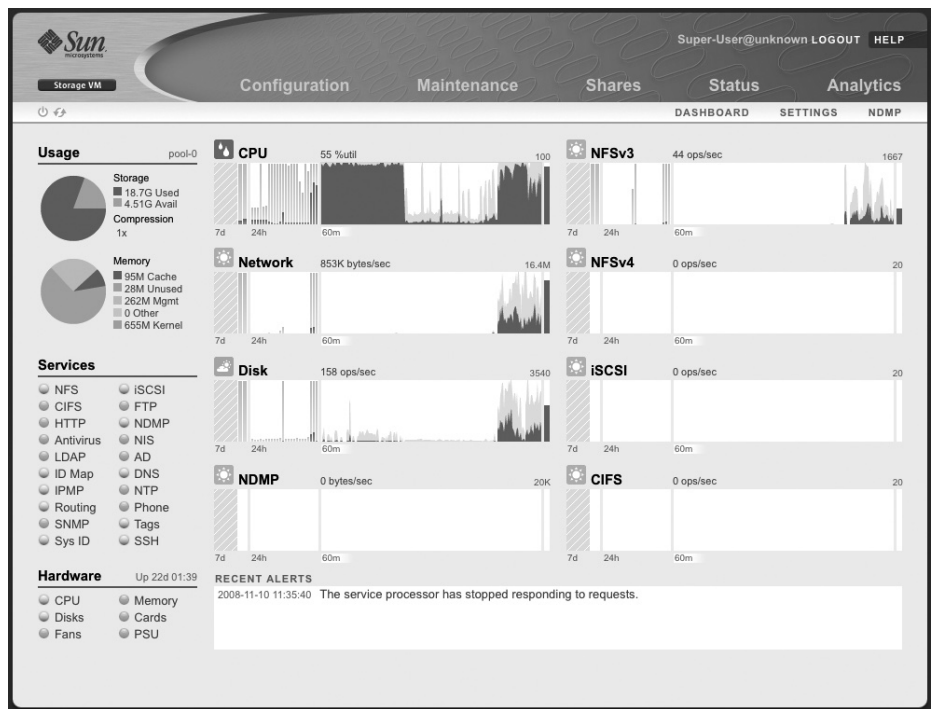 Sun
microsystems
Super-User@unknown LOGOUT HELP
Storage VM
Configuration Maintenance Shares Status Analytics
DASHBOARD SETTINGS NDMP
Usage pool-0
Storage
18.7G Used
4.51G Avail
Compression
1x
Memory
95M Cache
28M Unused
262M Mgmt
0 Other
655M Kernel
Services
NFS iSCSI
CIFS FTP
HTTP NDMP
Antivirus NIS
LDAP AD
ID Map DNS
IPMP NTP
Routing Phone
SNMP Tags
Sys ID SSH
Hardware Up 22d 01:39
CPU Memory
Disks Cards
Fans PSU
CPU 55 %util 100
7d 24h 60m
NFSv3 44 ops/sec 1667
7d 24h 60m
Network 853K bytes/sec 16.4M
7d 24h 60m
NFSv4 0 ops/sec 20
7d 24h 60m
Disk 158 ops/sec 3540
7d 24h 60m
iSCSI 0 ops/sec 20
7d 24h 60m
NDMP 0 bytes/sec 20K
7d 24h 60m
CIFS 0 ops/sec 20
7d 24h 60m
RECENT ALERTS
2008-11-10 11:35:40 The service processor has stopped responding to requests.